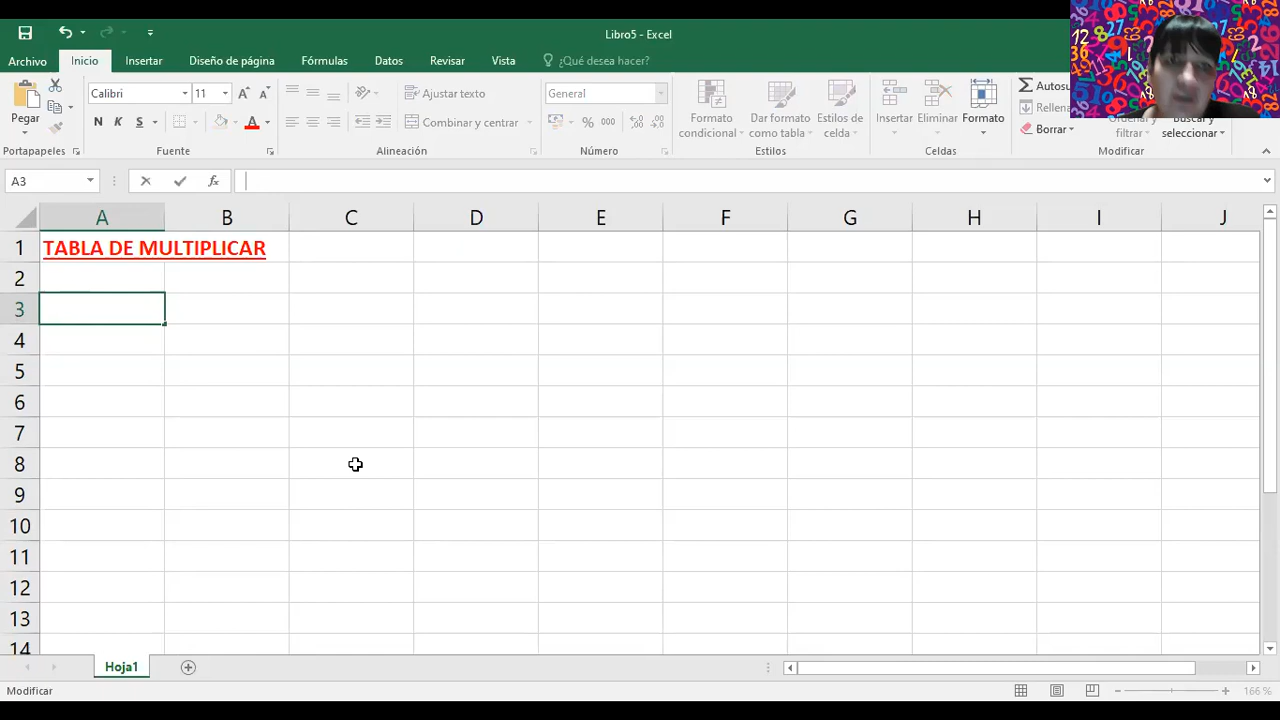 Libro5 - Excel
Archivo Inicio Insertar Diseño de página Fórmulas Datos Revisar Vista ¿Qué desea hacer?
Pegar
Portapapeles
Calibri 11
N K S A
Fuente
Ajustar texto
Combinar y centrar
Alineación
General
% 000
Número
Formato condicional
Dar formato como tabla
Estilos de celda
Estilos
Insertar Eliminar Formato
Celdas
Borrar
filtrar
Buscar y seleccionar
Modificar
A3 fx
A B C D E F G H I J
1 TABLA DE MULTIPLICAR
2
3
4
5
6
7
8
9
10
11
12
13
14
Hoja1
Modificar 166 %